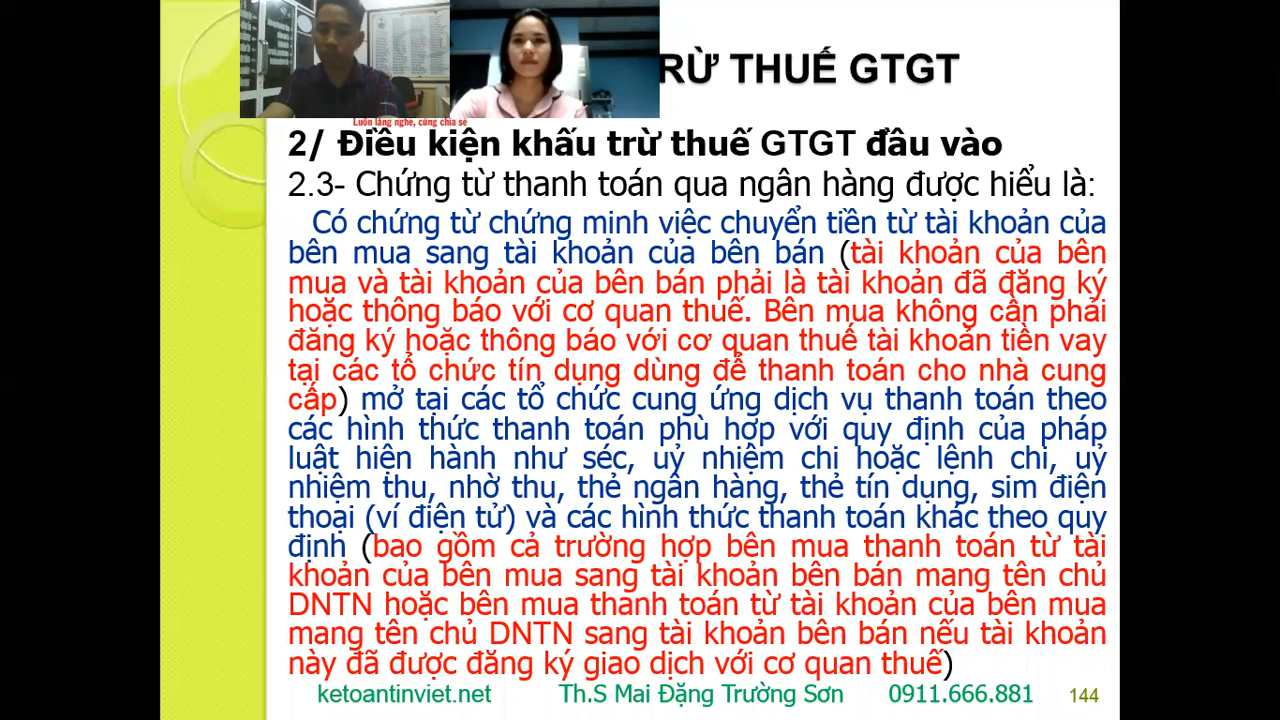 RỪ THUẾ GTGT
Luôn lắng nghe, cùng chia sẻ
2/ Điều kiện khấu trừ thuế GTGT đầu vào
2.3- Chứng từ thanh toán qua ngân hàng được hiểu là:
Có chứng từ chứng minh việc chuyển tiền từ tài khoản của
bên mua sang tài khoản của bên bán (tài khoản của bên
mua và tài khoản của bên bán phải là tài khoản đã đăng ký
hoặc thông báo với cơ quan thuế. Bên mua không cần phải
đăng ký hoặc thông báo với cơ quan thuế tài khoản tiền vay
tại các tổ chức tín dụng dùng để thanh toán cho nhà cung
cấp) mở tại các tổ chức cung ứng dịch vụ thanh toán theo
các hình thức thanh toán phù hợp với quy định của pháp
luật hiện hành như séc, uỷ nhiệm chi hoặc lệnh chi, uỷ
nhiệm thu, nhờ thu, thẻ ngân hàng, thẻ tín dụng, sim điện
thoại (ví điện tử) và các hình thức thanh toán khác theo quy
định (bao gồm cả trường hợp bên mua thanh toán từ tài
khoản của bên mua sang tài khoản bên bán mang tên chủ
DNTN hoặc bên mua thanh toán từ tài khoản của bên mua
mang tên chủ DNTN sang tài khoản bên bán nếu tài khoản
này đã được đăng ký giao dịch với cơ quan thuế)
ketoantinviet.net Th.S Mai Đặng Trường Sơn 0911.666.881 144